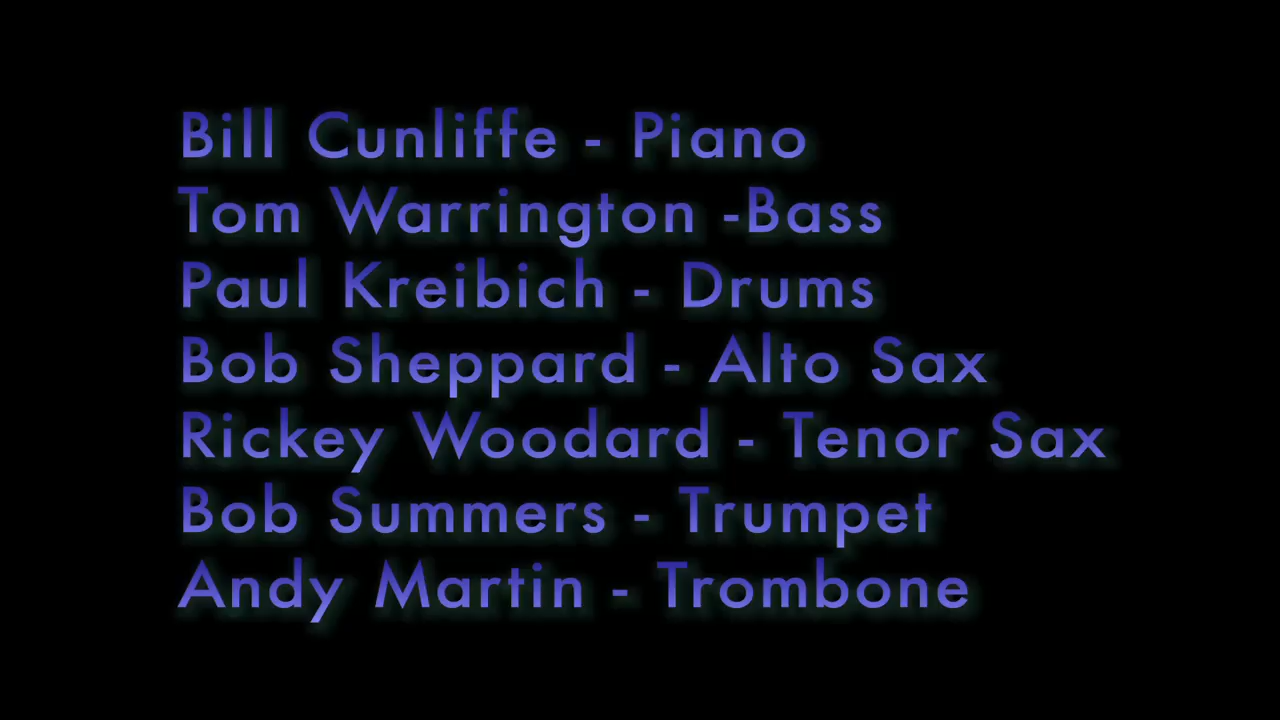 Bill Cunliffe - Piano
Tom Warrington -Bass
Paul Kreibich - Drums
Bob Sheppard - Alto Sax
Rickey Woodard - Tenor Sax
Bob Summers - Trumpet
Andy Martin - Trombone